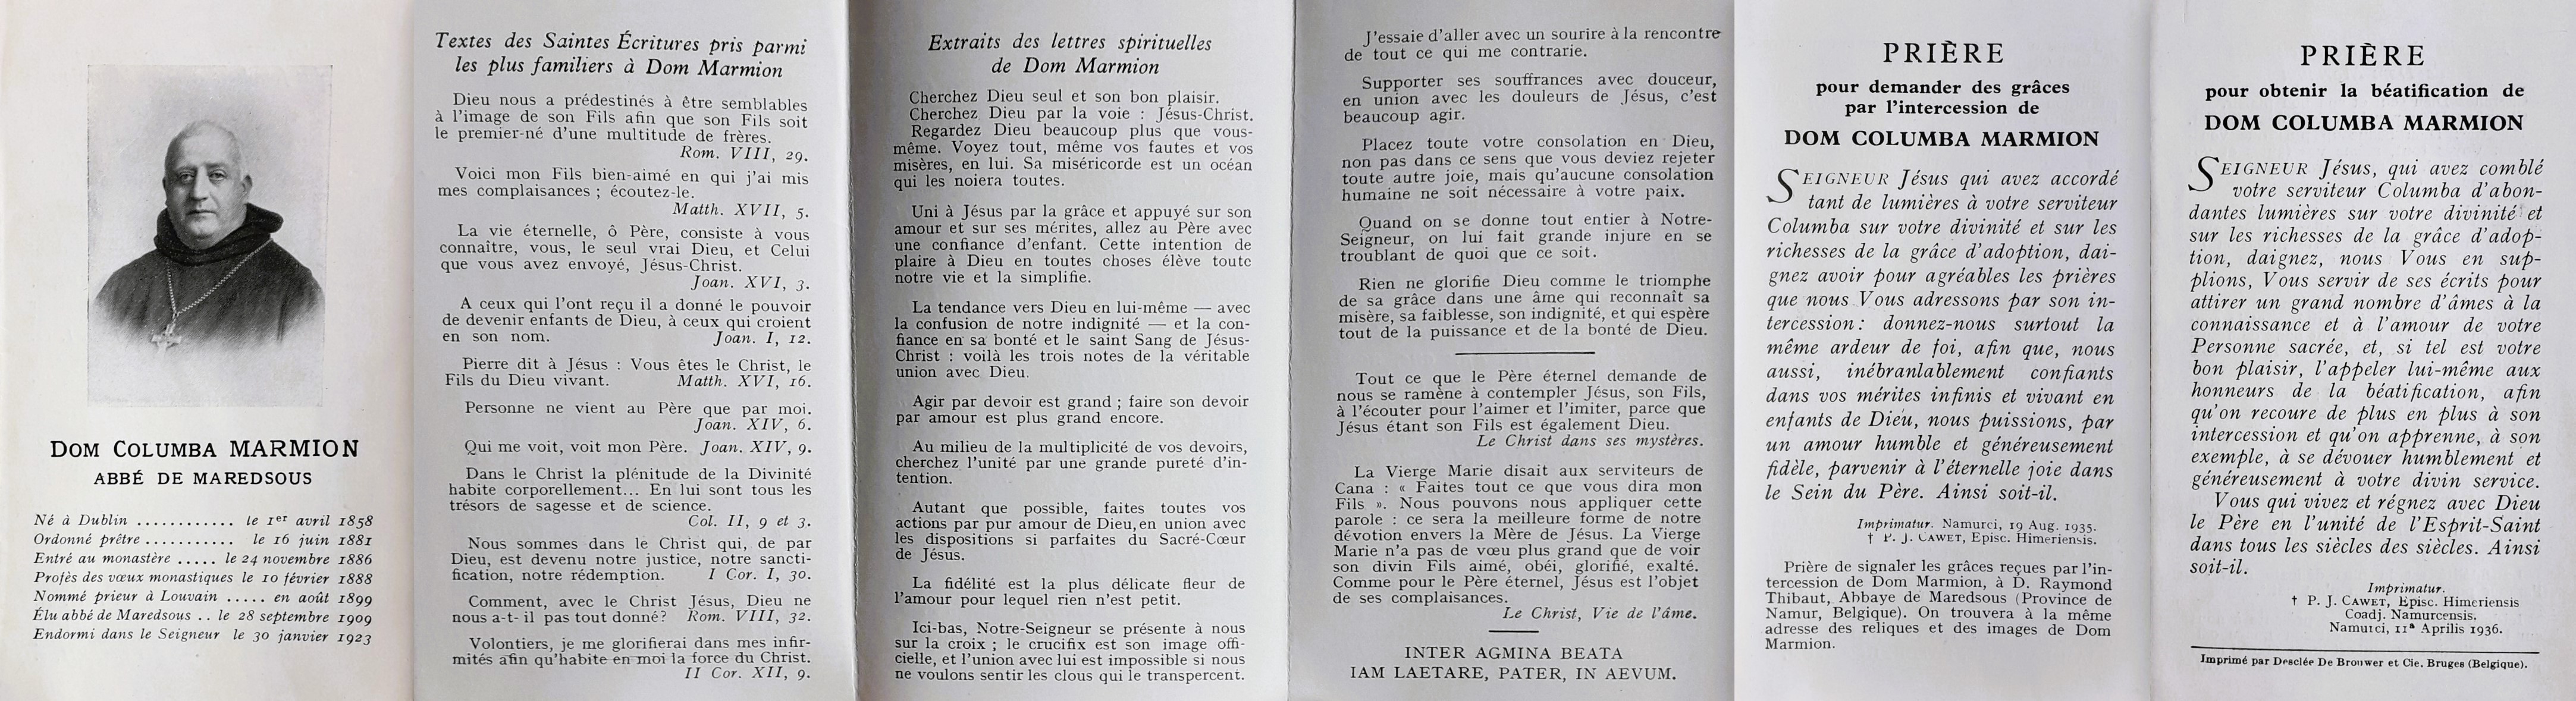 DOM COLUMBA MARMION
ABBÉ DE MAREDSOUS
Né à Dublin ............ le 1er avril 1858
Ordonné prêtre ........... le 16 juin 1881
Entré au monastère ..... le 24 novembre 1886
Profès des vœux monastiques le 10 février 1888
Nommé prieur à Louvain ..... en août 1899
Élu abbé de Maredsous .. le 28 septembre 1909
Endormi dans le Seigneur le 30 janvier 1923
Textes des Saintes Écritures pris parmi
les plus familiers à Dom Marmion
Dieu nous a prédestinés à être semblables
à l'image de son Fils afin que son Fils soit
le premier-né d'une multitude de frères.
Rom. VIII, 29.
Voici mon Fils bien-aimé en qui j'ai mis
mes complaisances ; écoutez-le.
Matth. XVII, 5.
La vie éternelle, ô Père, consiste à vous
connaître, vous, le seul vrai Dieu, et Celui
que vous avez envoyé, Jésus-Christ.
Joan. XVI, 3.
A ceux qui l'ont reçu il a donné le pouvoir
de devenir enfants de Dieu, à ceux qui croient
en son nom. Joan. I, 12.
Pierre dit à Jésus : Vous êtes le Christ, le
Fils du Dieu vivant. Matth. XVI, 16.
Personne ne vient au Père que par moi.
Joan. XIV, 6.
Qui me voit, voit mon Père. Joan. XIV, 9.
Dans le Christ la plénitude de la Divinité
habite corporellement... En lui sont tous les
trésors de sagesse et de science.
Col. II, 9 et 3.
Nous sommes dans le Christ qui, de par
Dieu, est devenu notre justice, notre sancti-
fication, notre rédemption. I Cor. I, 30.
Comment, avec le Christ Jésus, Dieu ne
nous a-t- il pas tout donné? Rom. VIII, 32.
Volontiers, je me glorifierai dans mes infir-
mités afin qu'habite en moi la force du Christ.
II Cor. XII, 9.
Extraits des lettres spirituelles
de Dom Marmion
Cherchez Dieu seul et son bon plaisir.
Cherchez Dieu par la voie : Jésus-Christ.
Regardez Dieu beaucoup plus que vous-
même. Voyez tout, même vos fautes et vos
misères, en lui. Sa miséricorde est un océan
qui les noiera toutes.
Uni à Jésus par la grâce et appuyé sur son
amour et sur ses mérites, allez au Père avec
une confiance d'enfant. Cette intention de
plaire à Dieu en toutes choses élève toute
notre vie et la simplifie.
La tendance vers Dieu en lui-même — avec
la confusion de notre indignité — et la con-
fiance en sa bonté et le saint Sang de Jésus-
Christ : voilà les trois notes de la véritable
union avec Dieu.
Agir par devoir est grand ; faire son devoir
par amour est plus grand encore.
Au milieu de la multiplicité de vos devoirs,
cherchez l'unité par une grande pureté d'in-
tention.
Autant que possible, faites toutes vos
actions par pur amour de Dieu, en union avec
les dispositions si parfaites du Sacré-Cœur
de Jésus.
La fidélité est la plus délicate fleur de
l'amour pour lequel rien n'est petit.
Ici-bas, Notre-Seigneur se présente à nous
sur la croix ; le crucifix est son image offi-
cielle, et l'union avec lui est impossible si nous
ne voulons sentir les clous qui le transpercent.
J'essaie d'aller avec un sourire à la rencontre
de tout ce qui me contrarie.
Supporter ses souffrances avec douceur,
en union avec les douleurs de Jésus, c'est
beaucoup agir.
Placez toute votre consolation en Dieu,
non pas dans ce sens que vous deviez rejeter
toute autre joie, mais qu'aucune consolation
humaine ne soit nécessaire à votre paix.
Quand on se donne tout entier à Notre-
Seigneur, on lui fait grande injure en se
troublant de quoi que ce soit.
Rien ne glorifie Dieu comme le triomphe
de sa grâce dans une âme qui reconnaît sa
misère, sa faiblesse, son indignité, et qui espère
tout de la puissance et de la bonté de Dieu.
Tout ce que le Père éternel demande de
nous se ramène à contempler Jésus, son Fils,
à l'écouter pour l'aimer et l'imiter, parce que
Jésus étant son Fils est également Dieu.
Le Christ dans ses mystères.
La Vierge Marie disait aux serviteurs de
Cana : « Faites tout ce que vous dira mon
Fils ». Nous pouvons nous appliquer cette
parole : ce sera la meilleure forme de notre
dévotion envers la Mère de Jésus. La Vierge
Marie n'a pas de vœu plus grand que de voir
son divin Fils aimé, obéi, glorifié, exalté.
Comme pour le Père éternel, Jésus est l'objet
de ses complaisances.
Le Christ, Vie de l'âme.
INTER AGMINA BEATA
IAM LAETARE, PATER, IN AEVUM.
PRIÈRE
pour demander des grâces
par l'intercession de
DOM COLUMBA MARMION
SEIGNEUR Jésus qui avez accordé
tant de lumières à votre serviteur
Columba sur votre divinité et sur les
richesses de la grâce d'adoption, dai-
gnez avoir pour agréables les prières
que nous Vous adressons par son in-
tercession : donnez-nous surtout la
même ardeur de foi, afin que, nous
aussi, inébranlablement confiants
dans vos mérites infinis et vivant en
enfants de Dieu, nous puissions, par
un amour humble et généreusement
fidèle, parvenir à l'éternelle joie dans
le Sein du Père. Ainsi soit-il.
Imprimatur. Namurci, 19 Aug. 1935.
† P. J. CAWET, Episc. Himeriensis.
Prière de signaler les grâces reçues par l'in-
tercession de Dom Marmion, à D. Raymond
Thibaut, Abbaye de Maredsous (Province de
Namur, Belgique). On trouvera à la même
adresse des reliques et des images de Dom
Marmion.
PRIÈRE
pour obtenir la béatification de
DOM COLUMBA MARMION
SEIGNEUR Jésus, qui avez comblé
votre serviteur Columba d'abon-
dantes lumières sur votre divinité et
sur les richesses de la grâce d'adop-
tion, daignez, nous Vous en sup-
plions, Vous servir de ses écrits pour
attirer un grand nombre d'âmes à la
connaissance et à l'amour de votre
Personne sacrée, et, si tel est votre
bon plaisir, l'appeler lui-même aux
honneurs de la béatification, afin
qu'on recoure de plus en plus à son
intercession et qu'on apprenne, à son
exemple, à se dévouer humblement et
généreusement à votre divin service.
Vous qui vivez et régnez avec Dieu
le Père en l'unité de l'Esprit-Saint
dans tous les siècles des siècles. Ainsi
soit-il.
Imprimatur.
† P. J. CAWET, Episc. Himeriensis
Coadj. Namurcensis.
Namurci, 11a Aprilis 1936.
Imprimé par Desclée De Brouwer et Cie. Bruges (Belgique).